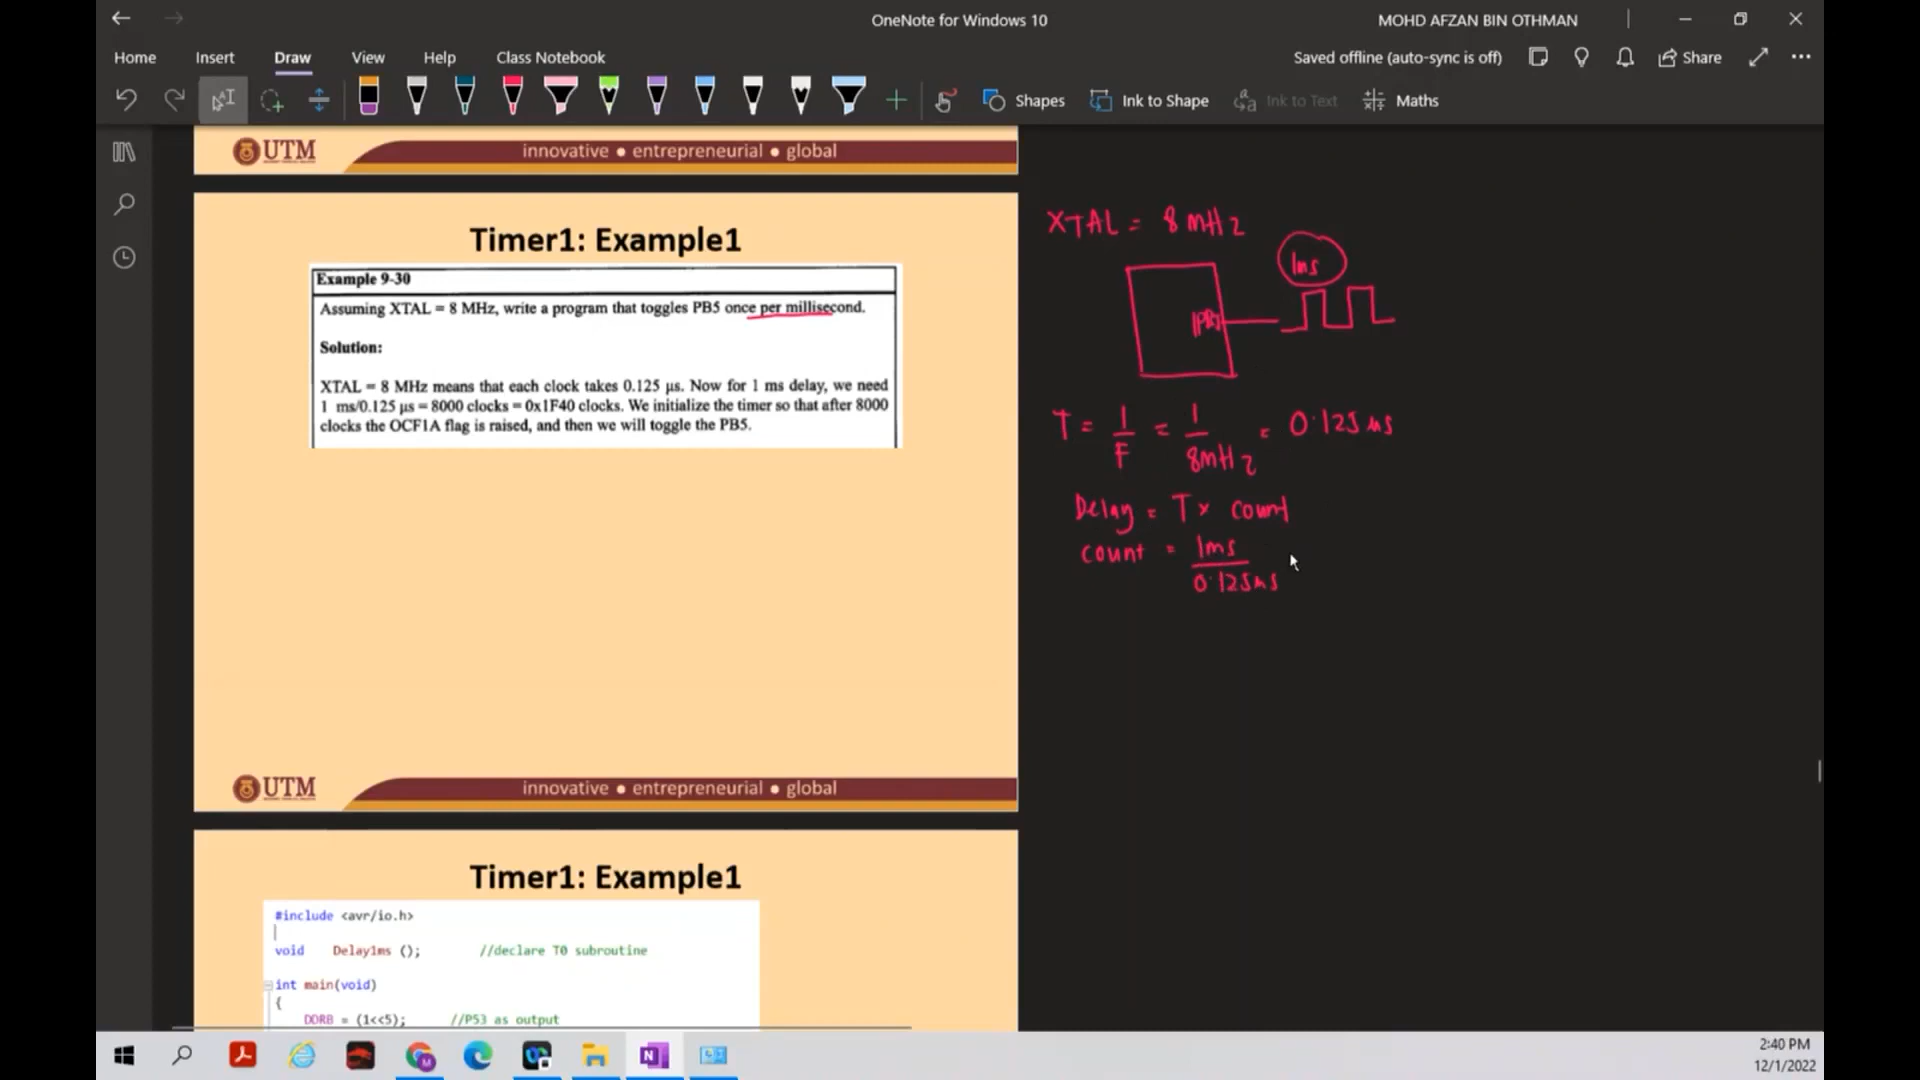 OneNote for Windows 10
MOHD AFZAN BIN OTHMAN
Home Insert Draw View Help Class Notebook
Saved offline (auto-sync is off) Share
Shapes Ink to Shape Ink to Text Maths
UTM innovative • entrepreneurial • global
Timer1: Example1
Example 9-30
Assuming XTAL = 8 MHz, write a program that toggles PB5 once per millisecond.
Solution:
XTAL = 8 MHz means that each clock takes 0.125 µs. Now for 1 ms delay, we need
1 ms/0.125 µs = 8000 clocks = 0x1F40 clocks. We initialize the timer so that after 8000
clocks the OCF1A flag is raised, and then we will toggle the PB5.
UTM innovative • entrepreneurial • global
Timer1: Example1
#include <avr/io.h>
void Delay1ms (); //declare T0 subroutine
int main(void)
{
DDRB = (1<<5); //P53 as output
XTAL = 8 MHz
1ms
PB5
T = 1/F = 1/8MHz = 0.125 µs
Delay = T × count
count = 1ms/0.125µs
2:40 PM
12/1/2022